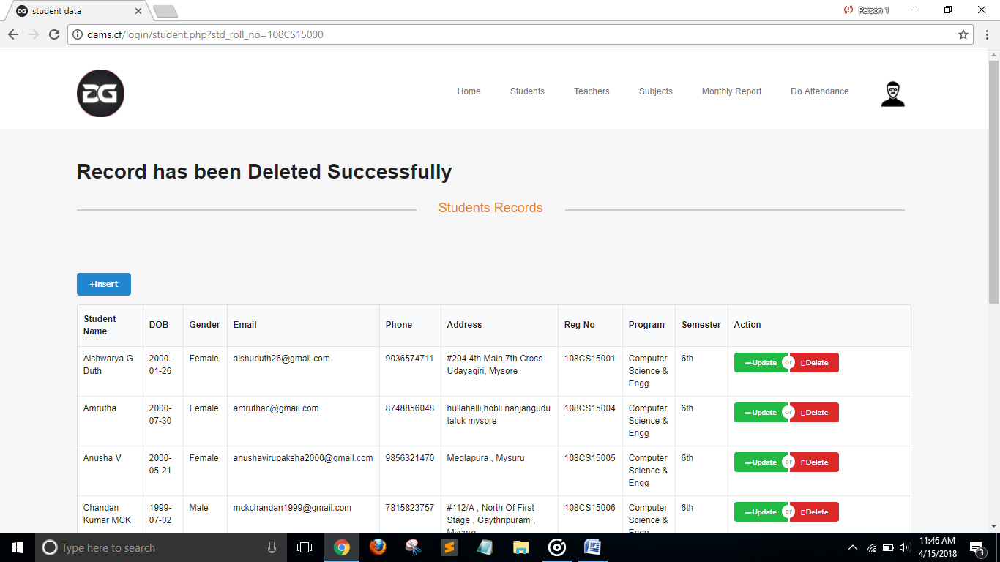 student data
Person 1
dams.cf/login/student.php?std_roll_no=108CS15000
Home Students Teachers Subjects Monthly Report Do Attendance
Record has been Deleted Successfully
Students Records
+Insert
Student Name DOB Gender Email Phone Address Reg No Program Semester Action
Aishwarya G Duth 2000-01-26 Female aishuduth26@gmail.com 9036574711 #204 4th Main,7th Cross Udayagiri, Mysore 108CS15001 Computer Science & Engg 6th Update or Delete
Amrutha 2000-07-30 Female amruthac@gmail.com 8748856048 hullahalli,hobli nanjangudu taluk mysore 108CS15004 Computer Science & Engg 6th Update or Delete
Anusha V 2000-05-21 Female anushavirupaksha2000@gmail.com 9856321470 Meglapura , Mysuru 108CS15005 Computer Science & Engg 6th Update or Delete
Chandan Kumar MCK 1999-07-02 Male mckchandan1999@gmail.com 7815823757 #112/A , North Of First Stage , Gaythripuram , Mysore 108CS15006 Computer Science & Engg 6th Update or Delete
Type here to search
11:46 AM
4/15/2018
3